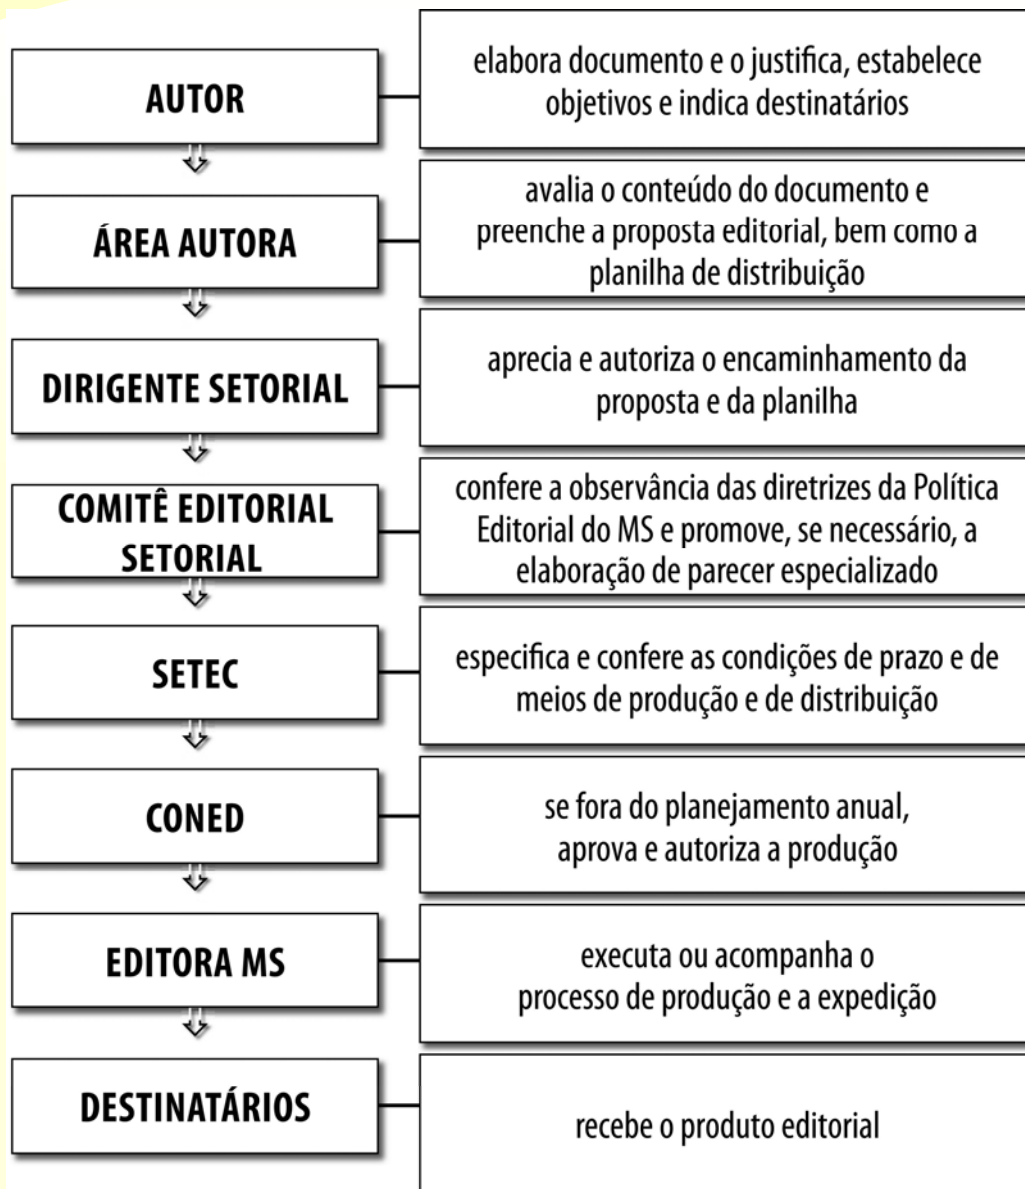 AUTOR
elabora documento e o justifica, estabelece
objetivos e indica destinatários
ÁREA AUTORA
avalia o conteúdo do documento e
preenche a proposta editorial, bem como a
planilha de distribuição
DIRIGENTE SETORIAL
aprecia e autoriza o encaminhamento da
proposta e da planilha
COMITÊ EDITORIAL
SETORIAL
confere a observância das diretrizes da Política
Editorial do MS e promove, se necessário, a
elaboração de parecer especializado
SETEC
especifica e confere as condições de prazo e de
meios de produção e de distribuição
CONED
se fora do planejamento anual,
aprova e autoriza a produção
EDITORA MS
executa ou acompanha o
processo de produção e a expedição
DESTINATÁRIOS
recebe o produto editorial